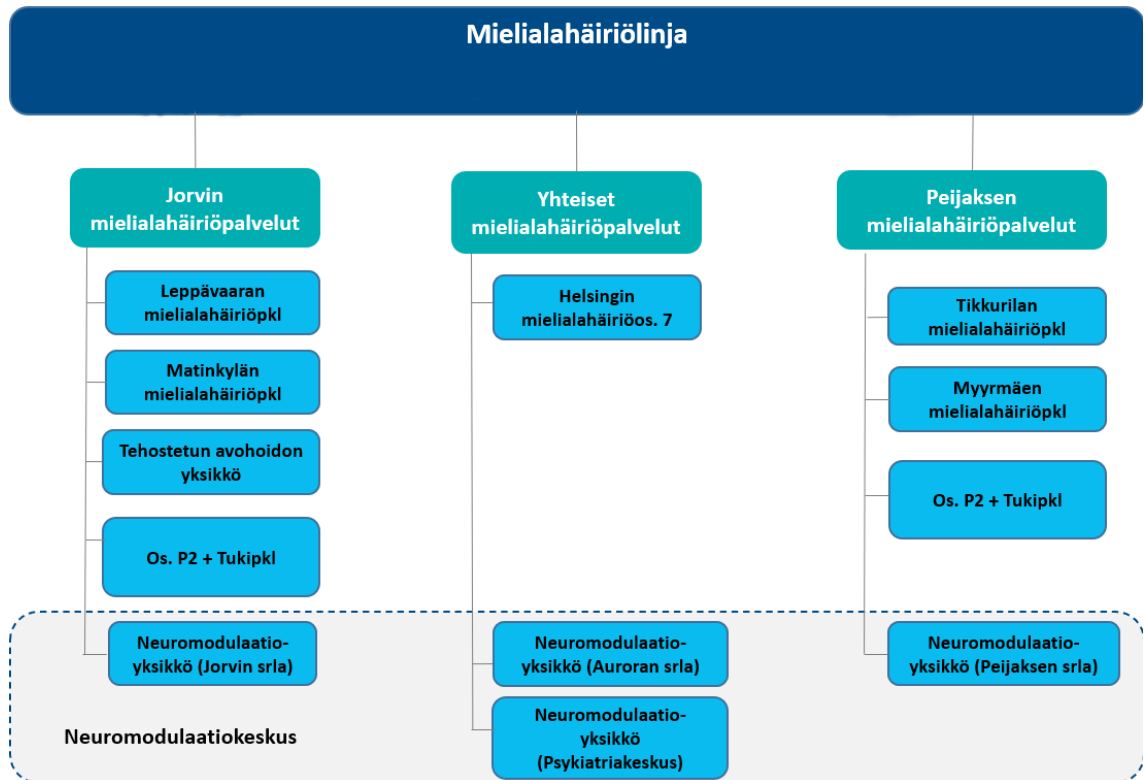 Mielialahäiriölinja
Jorvin
mielialahäiriöpalvelut
Leppävaaran
mielialahäiriöpkl
Matinkylän
mielialahäiriöpkl
Tehostetun avohoidon
yksikkö
Os. P2 + Tukipkl
Neuromodulaatio-
yksikkö (Jorvin srla)
Yhteiset
mielialahäiriöpalvelut
Helsingin
mielialahäiriöos. 7
Neuromodulaatio-
yksikkö (Auroran srla)
Neuromodulaatio-
yksikkö
(Psykiatriakeskus)
Peijaksen
mielialahäiriöpalvelut
Tikkurilan
mielialahäiriöpkl
Myyrmäen
mielialahäiriöpkl
Os. P2 + Tukipkl
Neuromodulaatio-
yksikkö (Peijaksen srla)
Neuromodulaatiokeskus